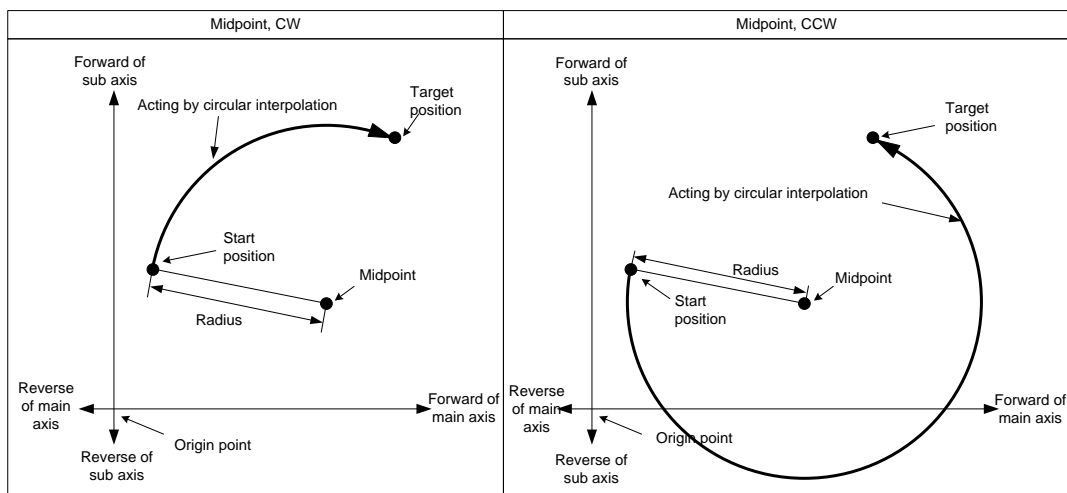 Midpoint, CW
Midpoint, CCW
Forward of
sub axis
Acting by circular interpolation
Target
position
Start
position
Midpoint
Radius
Reverse
of main
axis
Forward of
main axis
Origin point
Reverse of
sub axis
Forward of
sub axis
Target
position
Acting by circular interpolation
Radius
Midpoint
Start
position
Reverse
of main
axis
Forward of
main axis
Origin point
Reverse of
sub axis